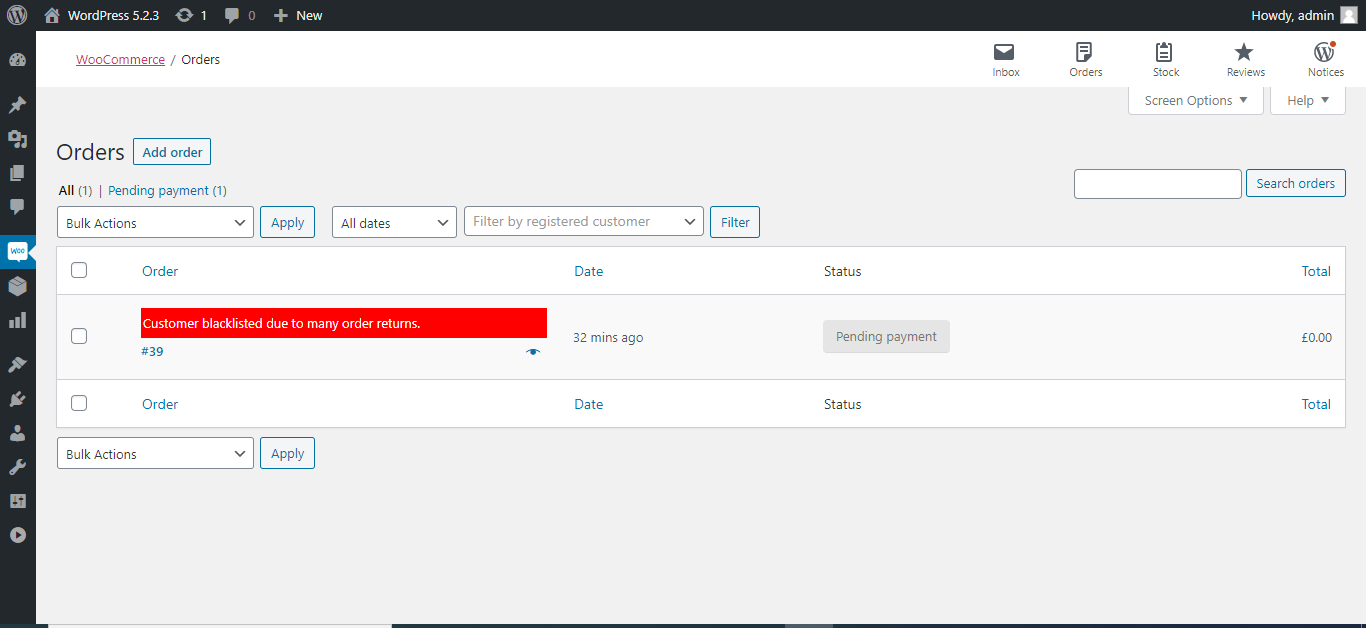 WordPress 5.2.3 1 0 New Howdy, admin
WooCommerce / Orders
Inbox Orders Stock Reviews Notices
Screen Options Help
Orders Add order
All (1) | Pending payment (1)
Search orders
Bulk Actions Apply All dates Filter by registered customer Filter
Order Date Status Total
Customer blacklisted due to many order returns.
#39 32 mins ago Pending payment £0.00
Order Date Status Total
Bulk Actions Apply
Woo